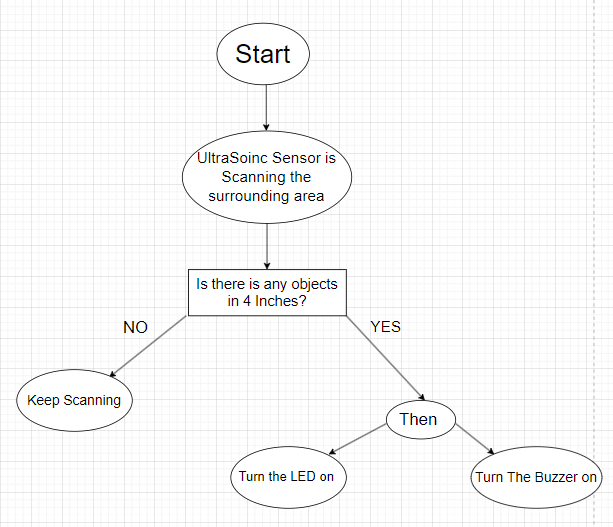 Start
UltraSoinc Sensor is
Scanning the
surrounding area
Is there is any objects
in 4 Inches?
NO
YES
Keep Scanning
Then
Turn the LED on
Turn The Buzzer on